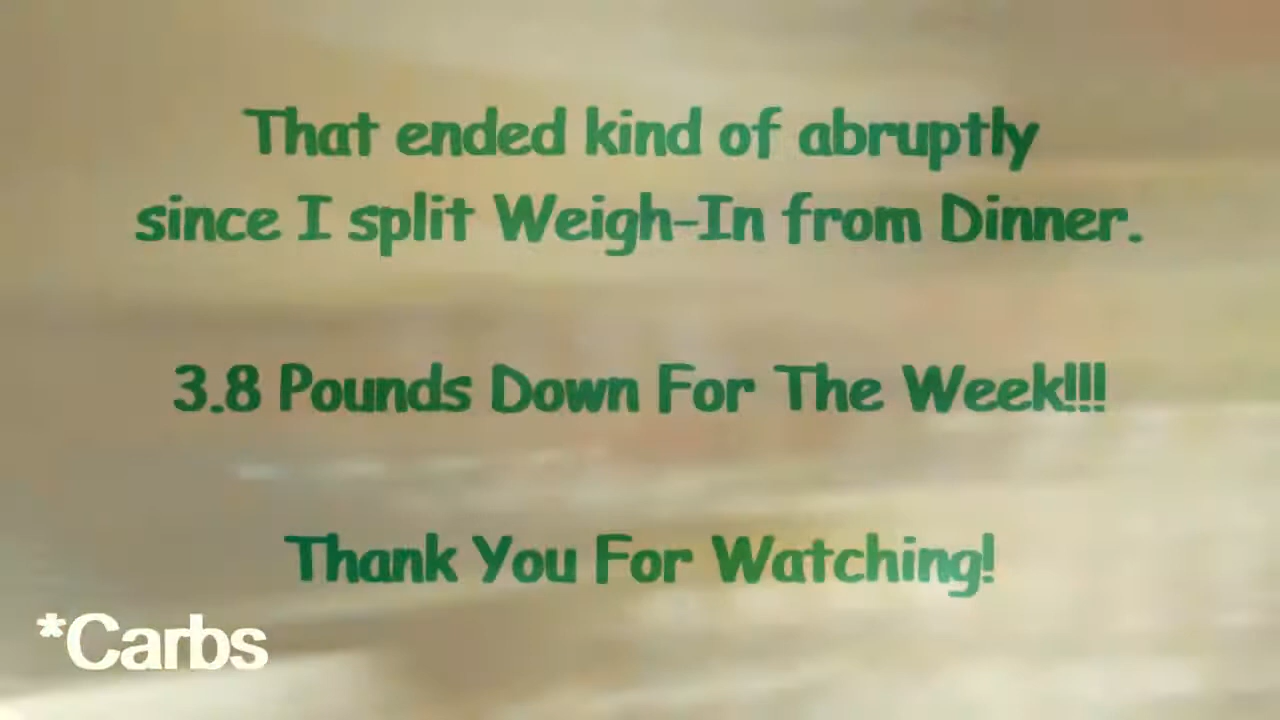 That ended kind of abruptly
since I split Weigh-In from Dinner.
3.8 Pounds Down For The Week!!!
Thank You For Watching!
*Carbs